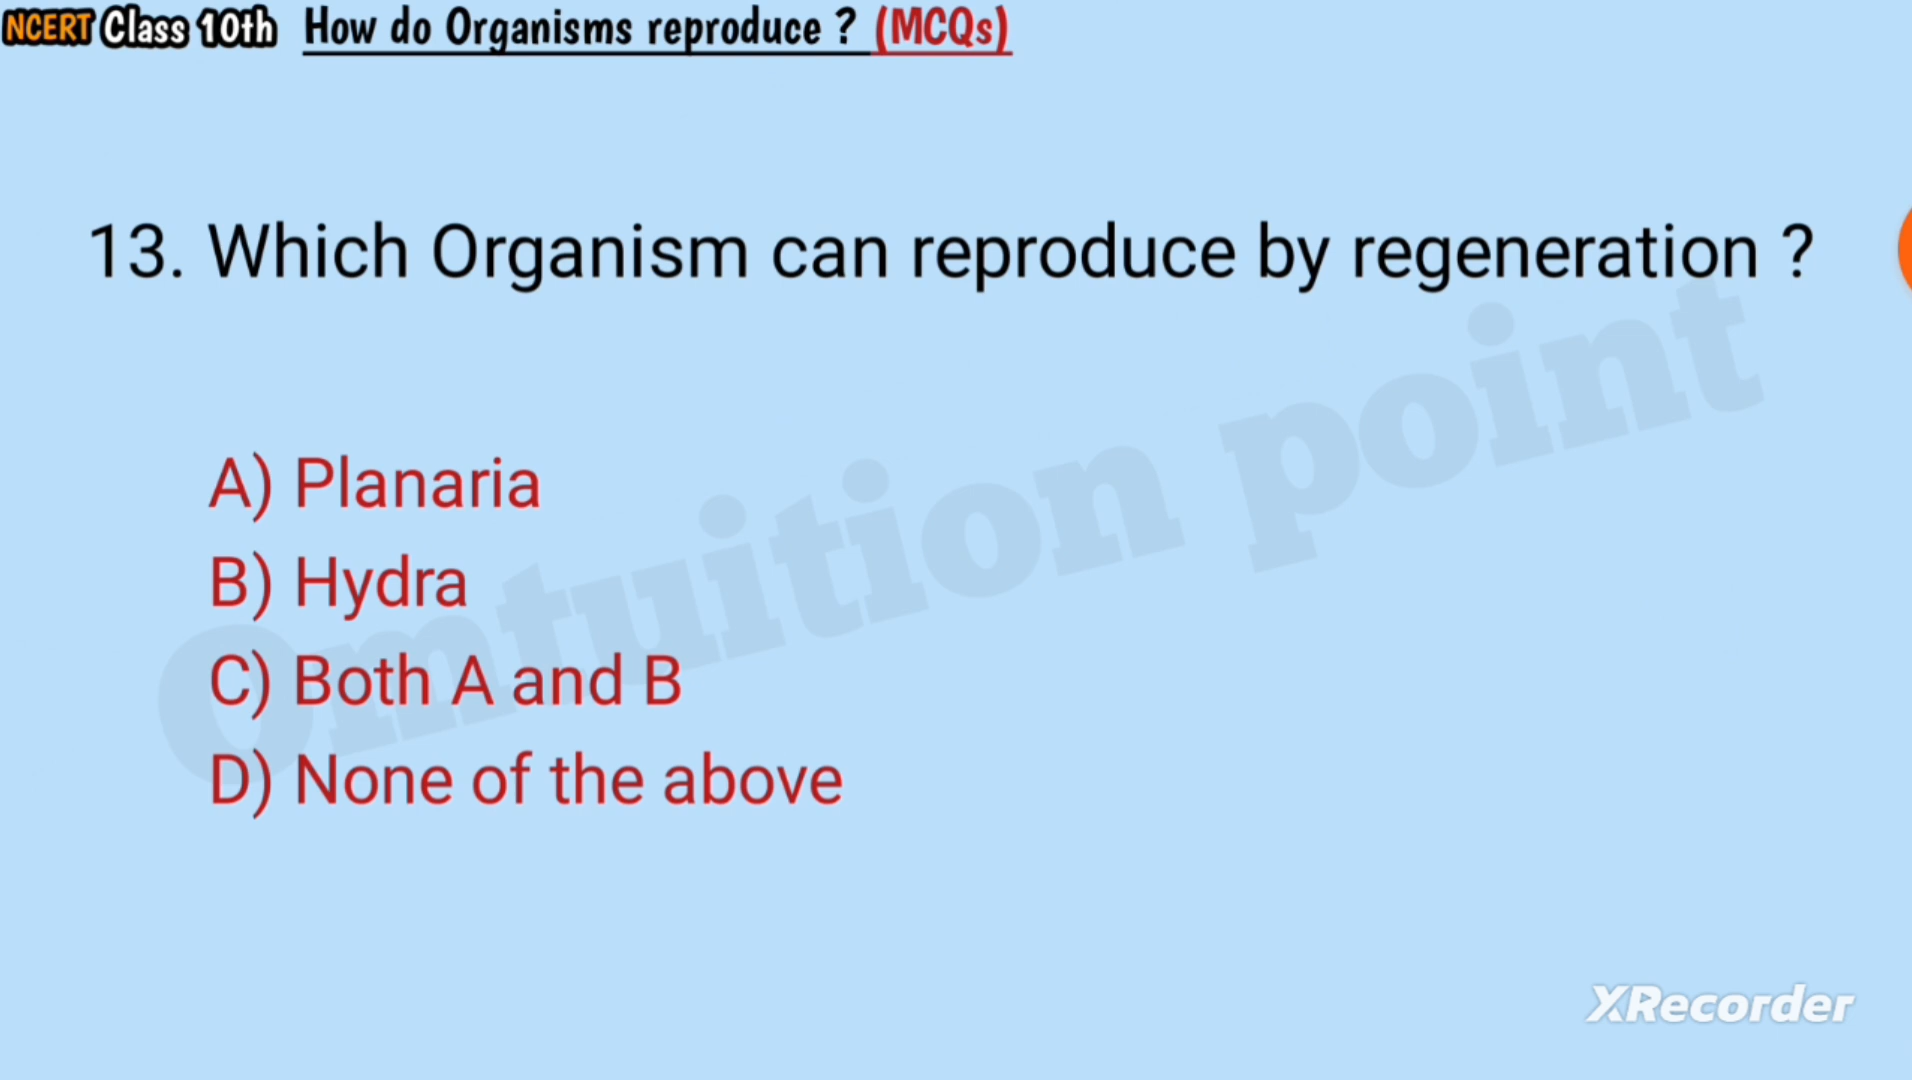 NCERT Class 10th How do Organisms reproduce ? (MCQs)
13. Which Organism can reproduce by regeneration ?
A) Planaria
B) Hydra
C) Both A and B
D) None of the above
Omtuition point
XRecorder